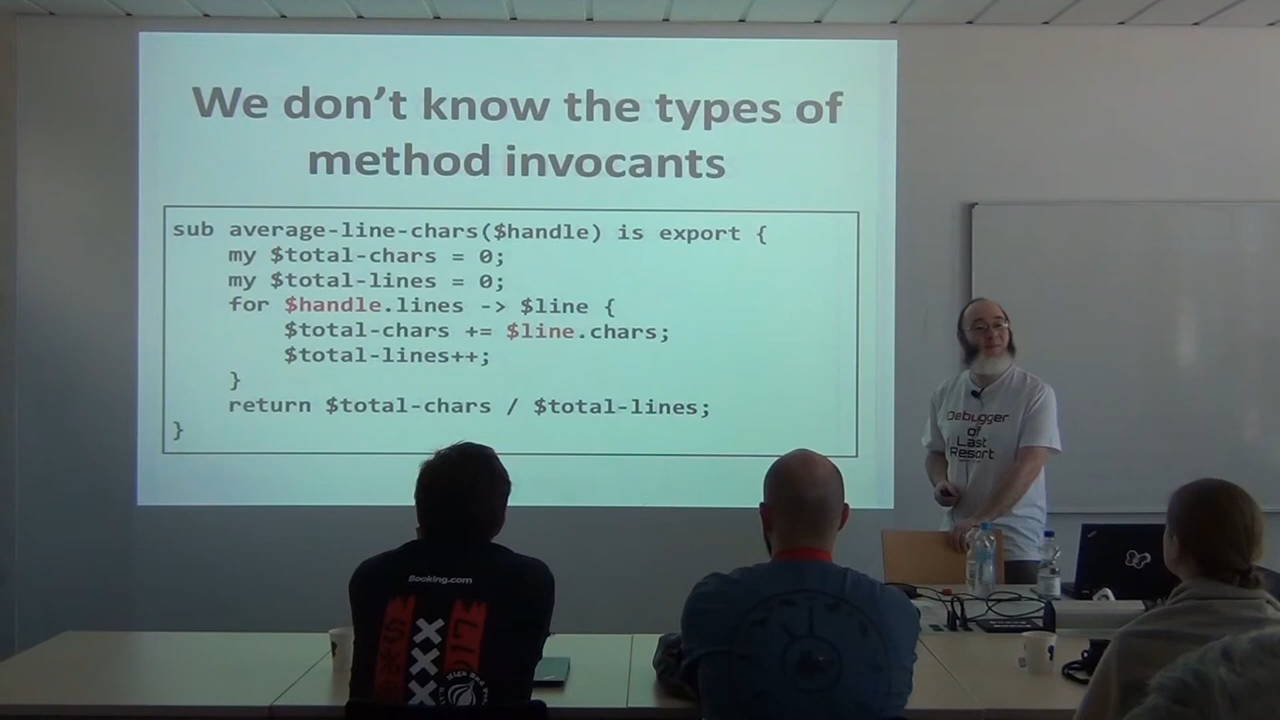 We don't know the types of
method invocants
sub average-line-chars($handle) is export {
    my $total-chars = 0;
    my $total-lines = 0;
    for $handle.lines -> $line {
        $total-chars += $line.chars;
        $total-lines++;
    }
    return $total-chars / $total-lines;
}
Debugger
of
Last
Resort
Booking.com